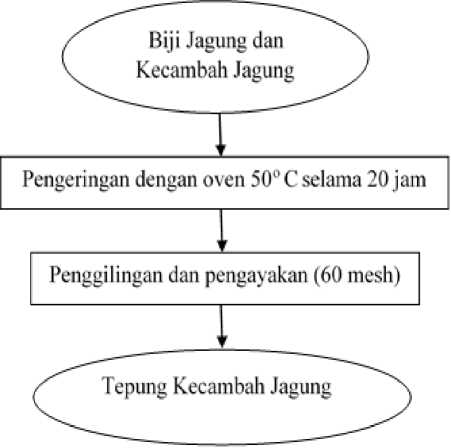 Biji Jagung dan
Kecambah Jagung
Pengeringan dengan oven 50º C selama 20 jam
Penggilingan dan pengayakan (60 mesh)
Tepung Kecambah Jagung